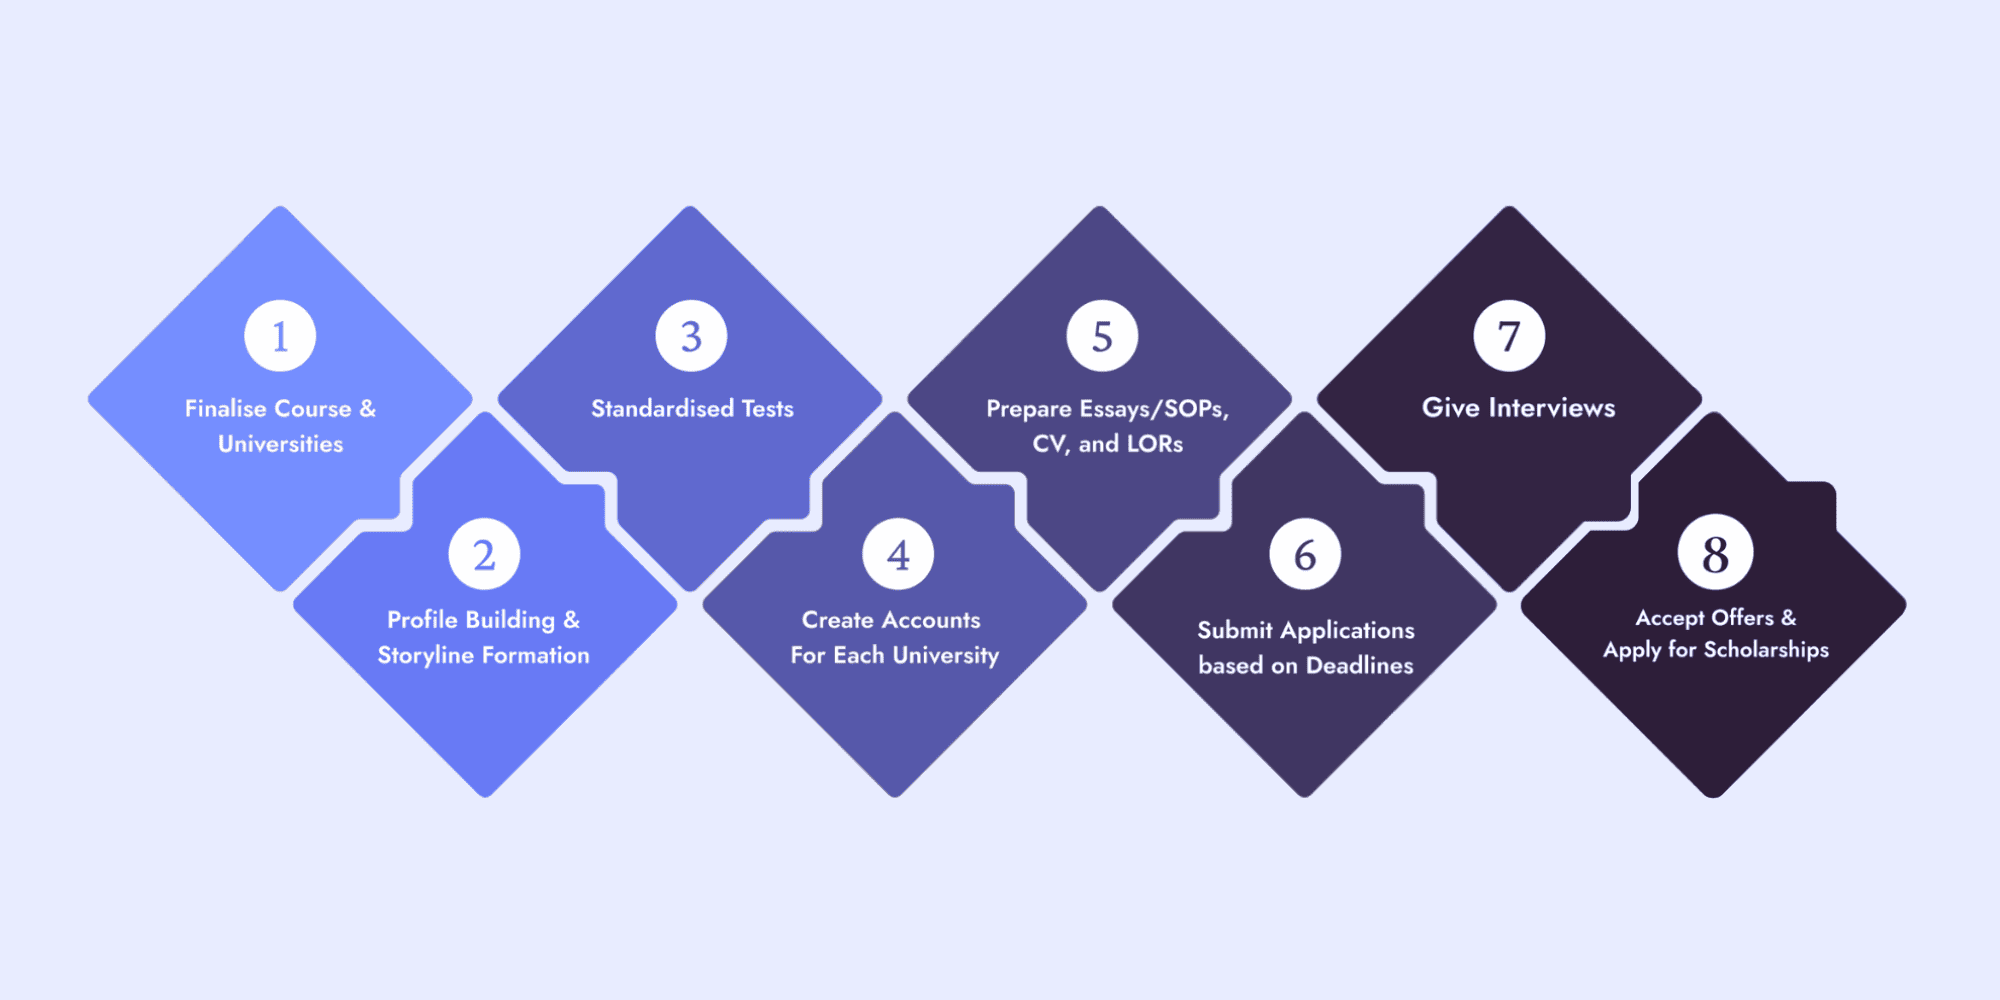 1
Finalise Course &
Universities
2
Profile Building &
Storyline Formation
3
Standardised Tests
4
Create Accounts
For Each University
5
Prepare Essays/SOPs,
CV, and LORs
6
Submit Applications
based on Deadlines
7
Give Interviews
8
Accept Offers &
Apply for Scholarships